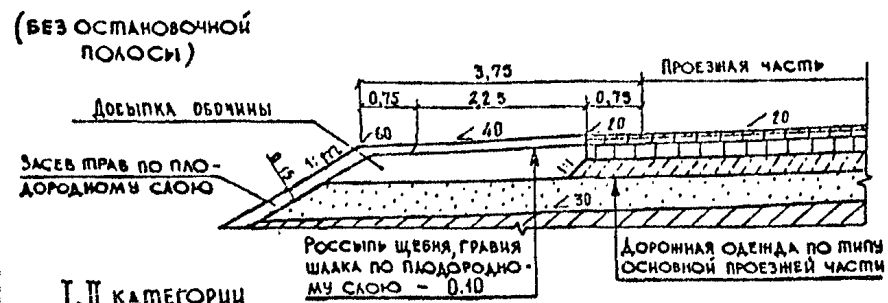 (БЕЗ ОСТАНОВОЧНОЙ
ПОЛОСЫ)
3,75
ПРОЕЗЖАЯ ЧАСТЬ
0,75
2,25
0,75
ДОСЫПКА ОБОЧИНЫ
60
40
20
20
ЗАСЕВ ТРАВ ПО ПЛО-
ДОРОДНОМУ СЛОЮ
0,15
1:m
1:1
30
РОССЫПЬ ЩЕБНЯ, ГРАВИЯ
ШЛАКА ПО ПЛОДОРОДНО-
МУ СЛОЮ - 0.10
ДОРОЖНАЯ ОДЕЖДА ПО ТИПУ
ОСНОВНОЙ ПРОЕЗЖЕЙ ЧАСТИ
I, II КАТЕГОРИИ